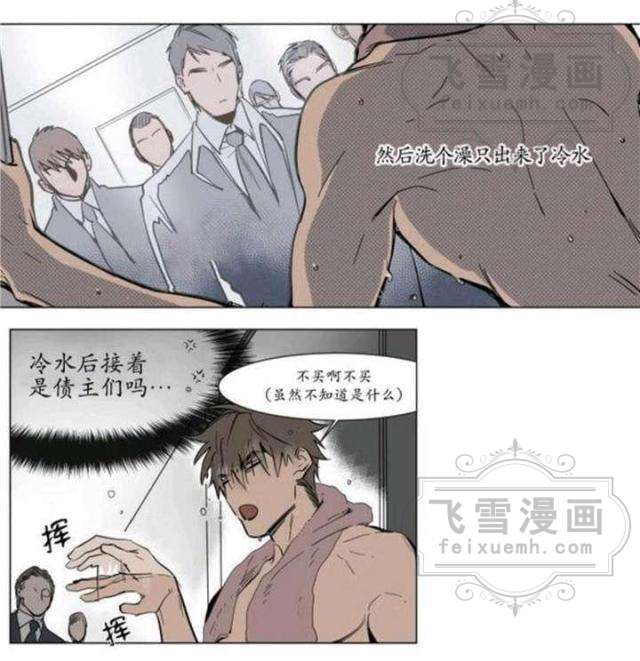 飞雪漫画
feixuemh.com
然后洗个澡只出来了冷水
冷水后接着
是债主们吗…
不买啊不买
(虽然不知道是什么)
挥
挥
飞雪漫画
feixuemh.com